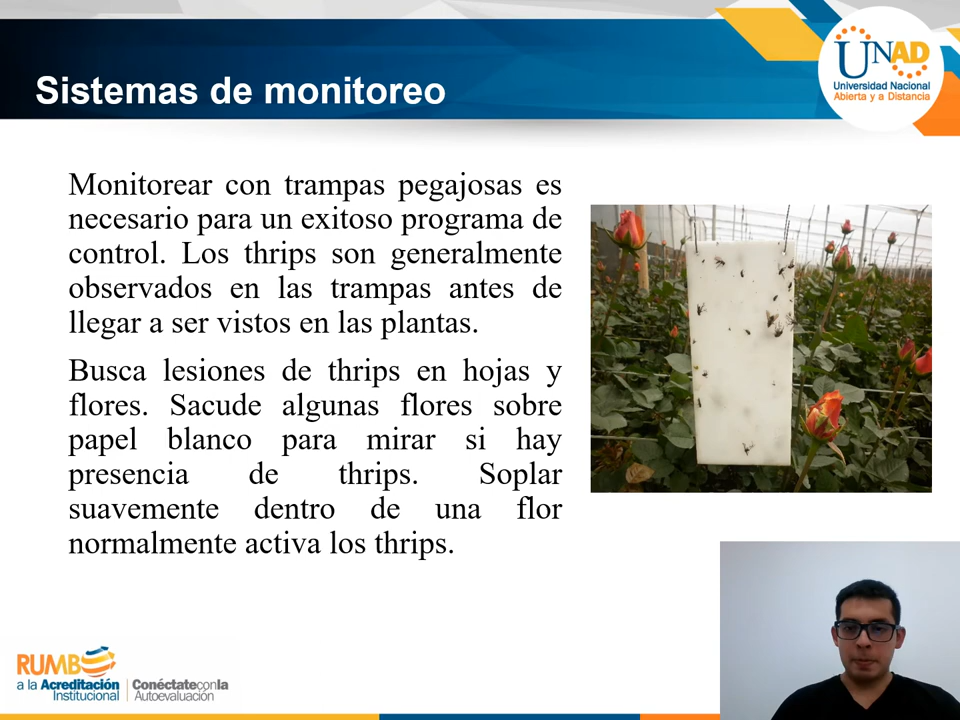 Sistemas de monitoreo
UNAD
Universidad Nacional
Abierta y a Distancia
Monitorear con trampas pegajosas es
necesario para un exitoso programa de
control. Los thrips son generalmente
observados en las trampas antes de
llegar a ser vistos en las plantas.
Busca lesiones de thrips en hojas y
flores. Sacude algunas flores sobre
papel blanco para mirar si hay
presencia de thrips. Soplar
suavemente dentro de una flor
normalmente activa los thrips.
RUMBO
a la Acreditación
Institucional
Conéctateconla
Autoevaluación